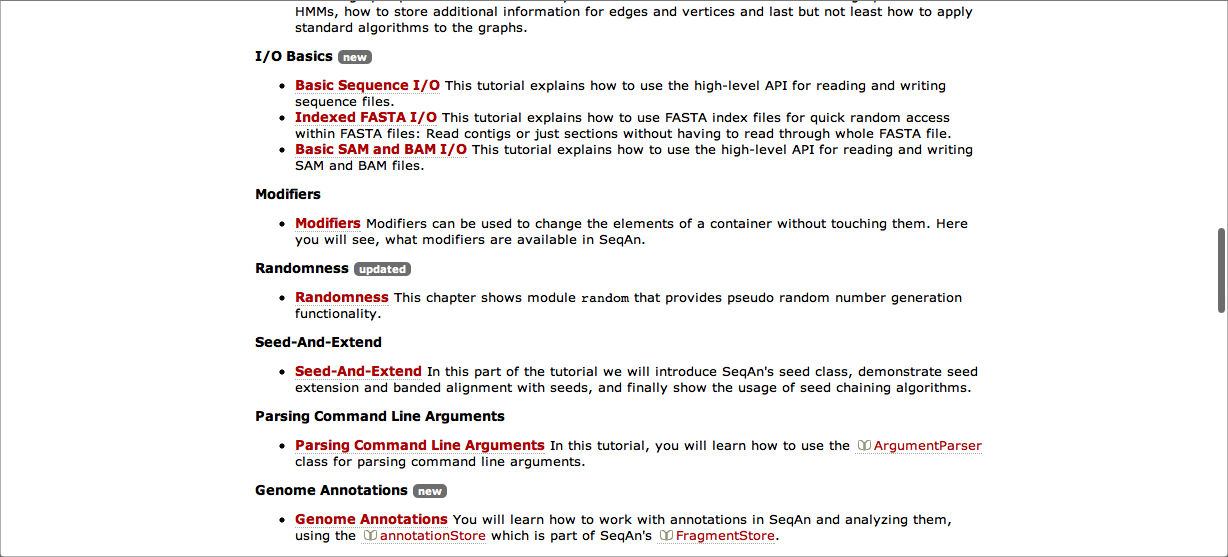 HMMs, how to store additional information for edges and vertices and last but not least how to apply
standard algorithms to the graphs.
I/O Basics new
Basic Sequence I/O This tutorial explains how to use the high-level API for reading and writing
sequence files.
Indexed FASTA I/O This tutorial explains how to use FASTA index files for quick random access
within FASTA files: Read contigs or just sections without having to read through whole FASTA file.
Basic SAM and BAM I/O This tutorial explains how to use the high-level API for reading and writing
SAM and BAM files.
Modifiers
Modifiers Modifiers can be used to change the elements of a container without touching them. Here
you will see, what modifiers are available in SeqAn.
Randomness updated
Randomness This chapter shows module random that provides pseudo random number generation
functionality.
Seed-And-Extend
Seed-And-Extend In this part of the tutorial we will introduce SeqAn's seed class, demonstrate seed
extension and banded alignment with seeds, and finally show the usage of seed chaining algorithms.
Parsing Command Line Arguments
Parsing Command Line Arguments In this tutorial, you will learn how to use the ArgumentParser
class for parsing command line arguments.
Genome Annotations new
Genome Annotations You will learn how to work with annotations in SeqAn and analyzing them,
using the annotationStore which is part of SeqAn's FragmentStore.